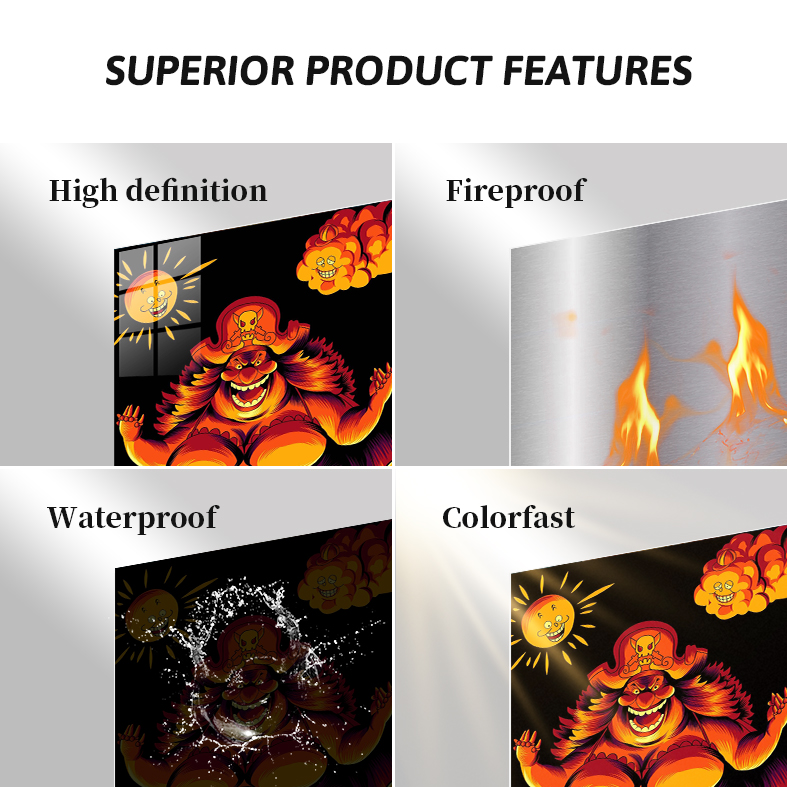 SUPERIOR PRODUCT FEATURES
High definition
Fireproof
Waterproof
Colorfast